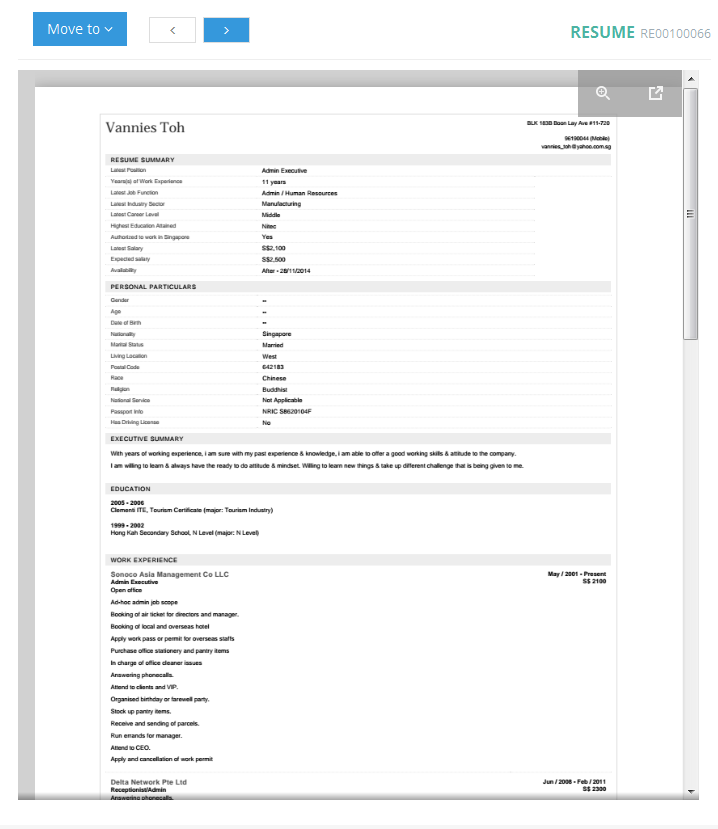 Move to
RESUME RE00100066
Vannies Toh
BLK 183B Boon Lay Ave #11-728
96190044 (Mobile)
vannies_toh@yahoo.com.sg
RESUME SUMMARY
Latest Position Admin Executive
Years(s) of Work Experience 11 years
Latest Job Function Admin / Human Resources
Latest Industry Sector Manufacturing
Latest Career Level Middle
Highest Education Attained Nitec
Authorized to work in Singapore Yes
Latest Salary S$2,100
Expected salary S$2,500
Availability After - 28/11/2014
PERSONAL PARTICULARS
Gender --
Age --
Date of Birth --
Nationality Singapore
Marital Status Married
Living Location West
Postal Code 642183
Race Chinese
Religion Buddhist
National Service Not Applicable
Passport Info NRIC S8620104F
Has Driving License No
EXECUTIVE SUMMARY
With years of working experience, i am sure with my past experience & knowledge, i am able to offer a good working skills & attitude to the company.
I am willing to learn & always have the ready to do attitude & mindset. Willing to learn new things & take up different challenge that is being given to me.
EDUCATION
2005 - 2006
Clementi ITE, Tourism Certificate (major: Tourism Industry)
1999 - 2002
Hong Kah Secondary School, N Level (major: N Level)
WORK EXPERIENCE
Sonoco Asia Management Co LLC May / 2001 - Present
Admin Executive S$ 2100
Open office
Ad-hoc admin job scope
Booking of air ticket for directors and manager.
Booking of local and overseas hotel
Apply work pass or permit for overseas staffs
Purchase office stationery and pantry items
In charge of office cleaner issues
Answering phonecalls.
Attend to clients and VIP.
Organised birthday or farewell party.
Stock up pantry items.
Receive and sending of parcels.
Run errands for manager.
Attend to CEO.
Apply and cancellation of work permit
Delta Network Pte Ltd Jun / 2008 - Feb / 2011
Receptionist/Admin S$ 2300
Answering phonecalls.